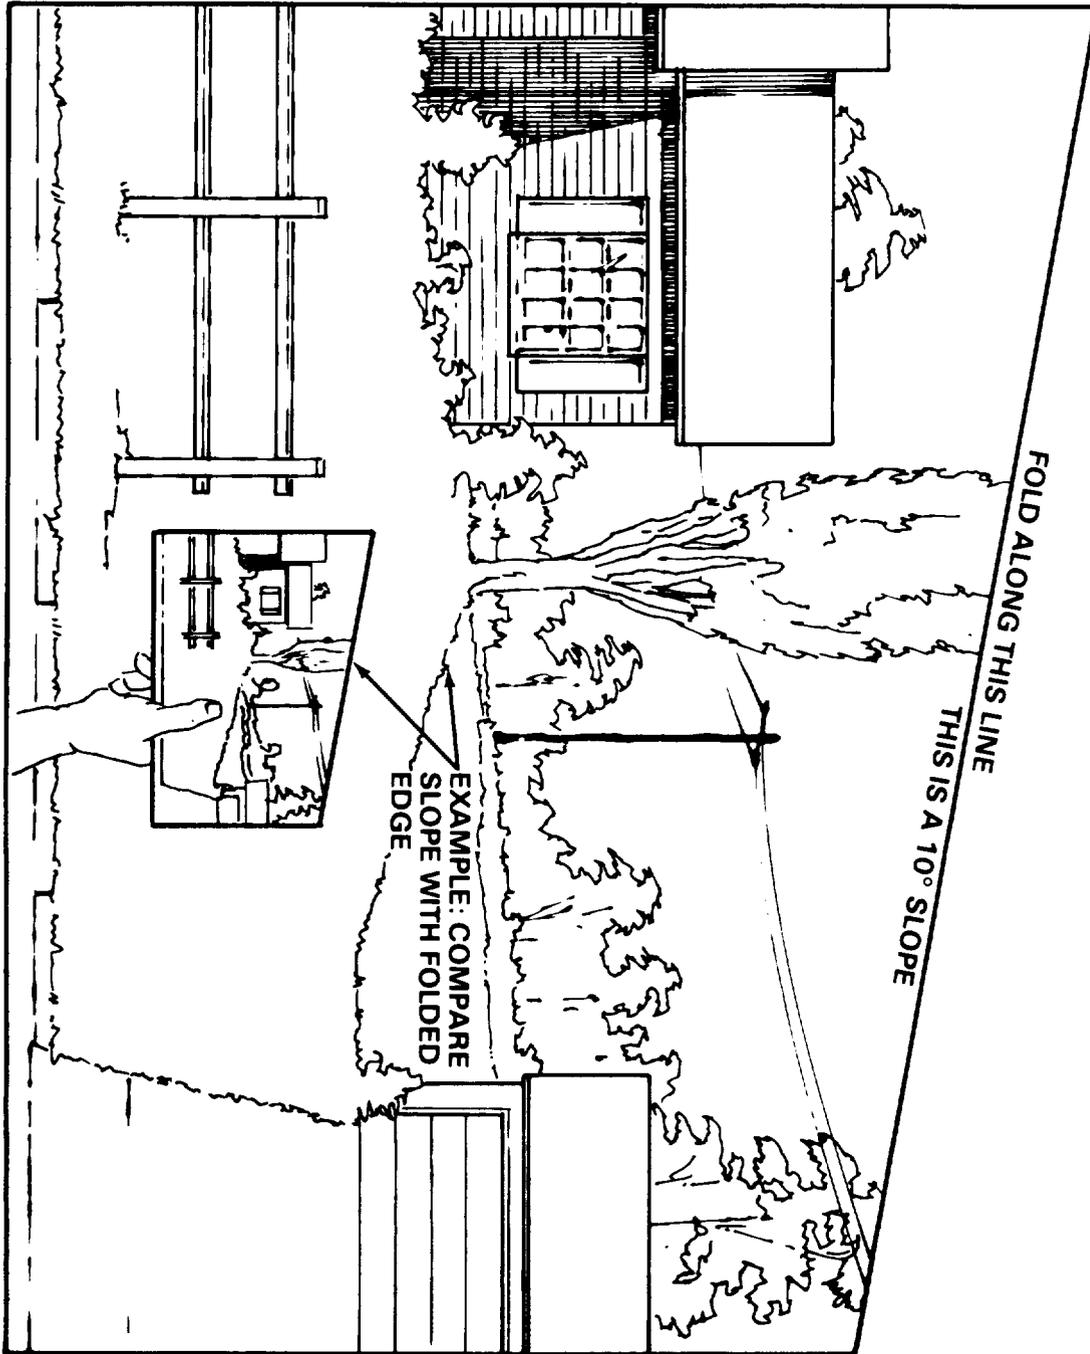 FOLD ALONG THIS LINE
THIS IS A 10° SLOPE
EXAMPLE: COMPARE
SLOPE WITH FOLDED
EDGE